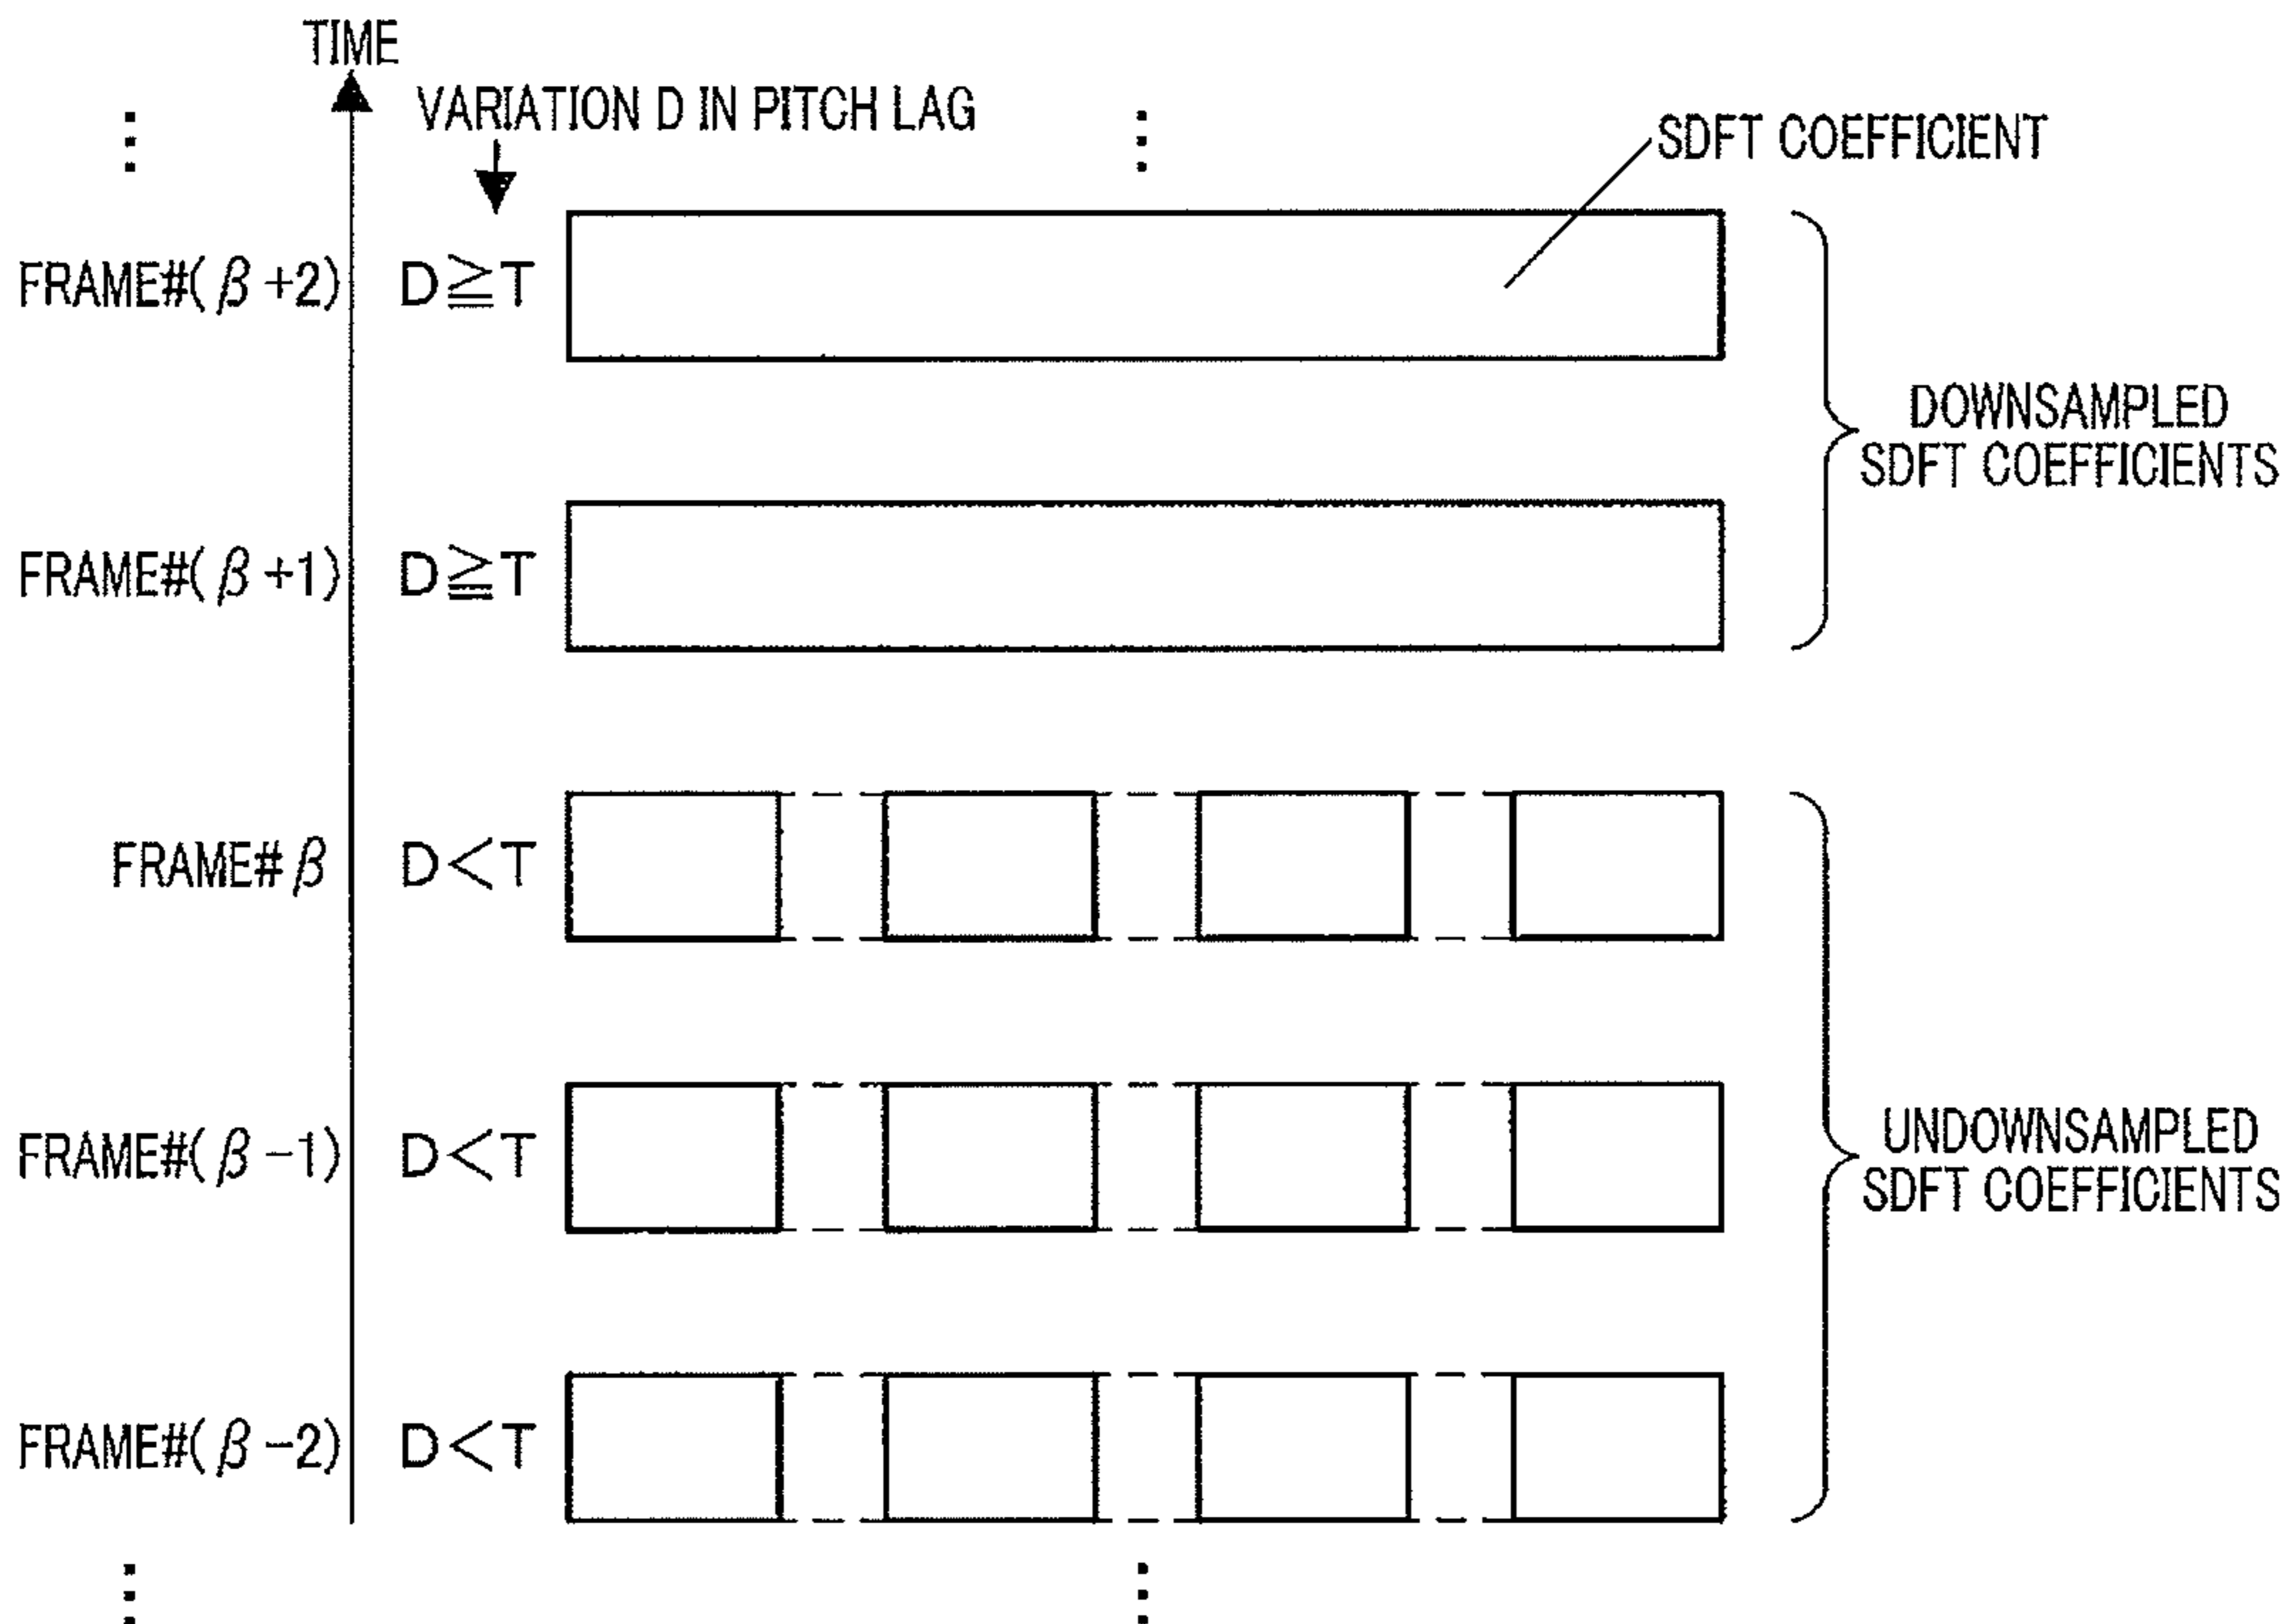 TIME
VARIATION D IN PITCH LAG
SDFT COEFFICIENT
FRAME#(β+2) D≧T
DOWNSAMPLED
SDFT COEFFICIENTS
FRAME#(β+1) D≧T
FRAME#β D<T
FRAME#(β-1) D<T
UNDOWNSAMPLED
SDFT COEFFICIENTS
FRAME#(β-2) D<T